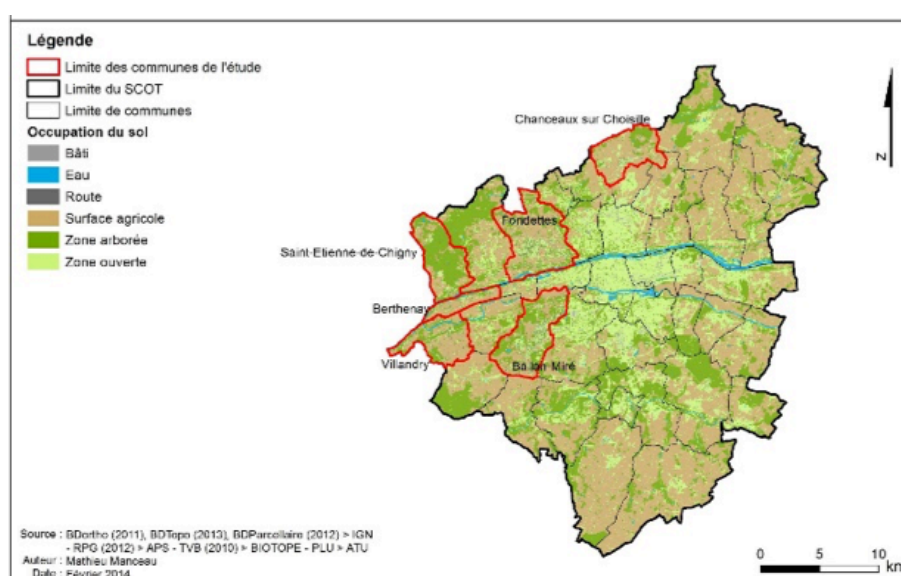 Légende
Limite des communes de l'étude
Limite du SCOT
Limite de communes
Occupation du sol
Bâti
Eau
Route
Surface agricole
Zone arborée
Zone ouverte
Chanceaux sur Choisille
Fondettes
Saint-Etienne-de-Chigny
Berthenay
Villandry
Ballan-Miré
N
Source : BDortho (2011), BDTopo (2013), BDParcellaire (2012) > IGN
- RPG (2012) > APS - TVB (2010) > BIOTOPE - PLU > ATU
Auteur : Mathieu Manceau
Date : Février 2014
0 5 10
km